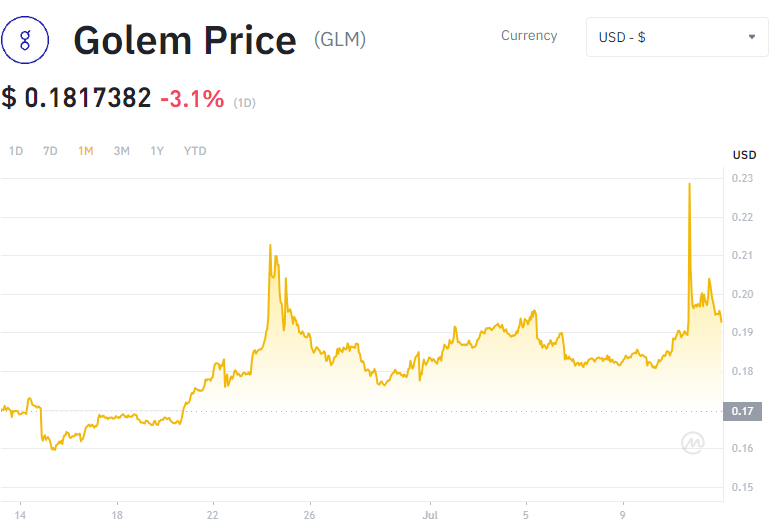 Golem Price (GLM)
Currency
USD - $
$ 0.1817382 -3.1% (1D)
1D 7D 1M 3M 1Y YTD
USD
0.23
0.22
0.21
0.20
0.19
0.18
0.17
0.16
0.15
14 18 22 26 Jul 5 9